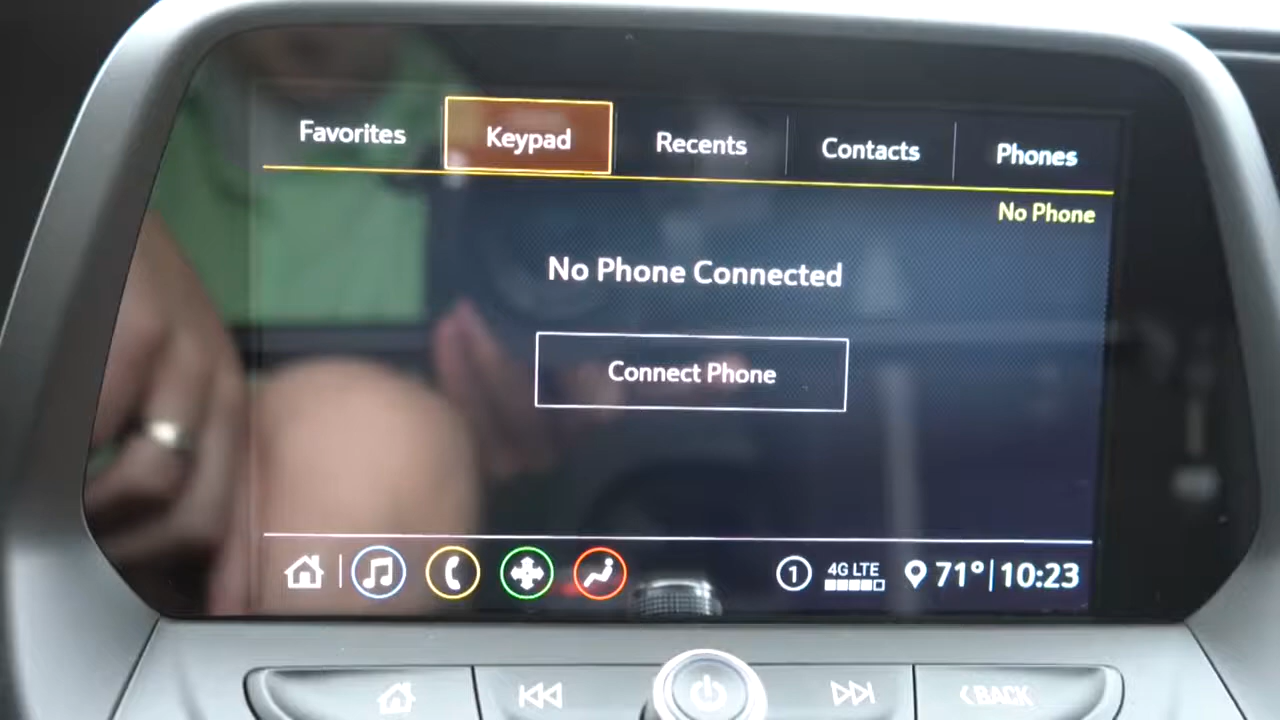 Favorites Keypad Recents Contacts Phones
No Phone
No Phone Connected
Connect Phone
1 4G LTE 71° 10:23
BACK